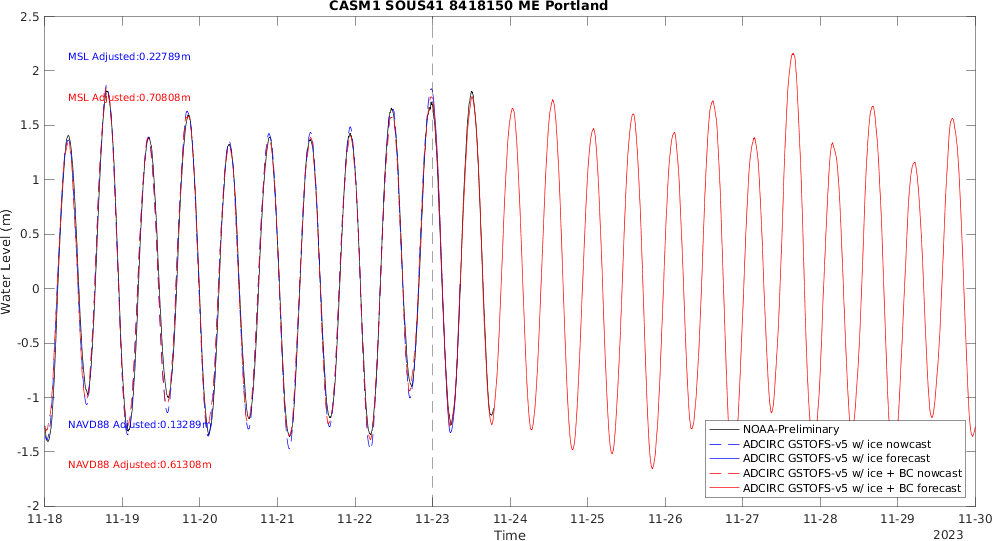 CASM1 SOUS41 8418150 ME Portland
2.5
2
1.5
1
0.5
0
-0.5
-1
-1.5
-2
Water Level (m)
MSL Adjusted:0.22789m
MSL Adjusted:0.70808m
NAVD88 Adjusted:0.13289m
NAVD88 Adjusted:0.61308m
NOAA-Preliminary
ADCIRC GSTOFS-v5 w/ ice nowcast
ADCIRC GSTOFS-v5 w/ ice forecast
ADCIRC GSTOFS-v5 w/ ice + BC nowcast
ADCIRC GSTOFS-v5 w/ ice + BC forecast
11-18 11-19 11-20 11-21 11-22 11-23 11-24 11-25 11-26 11-27 11-28 11-29 11-30
Time
2023